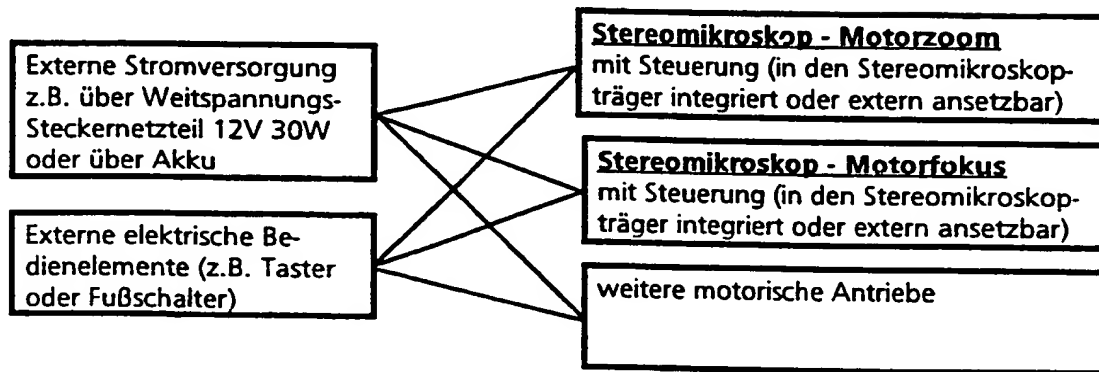 Externe Stromversorgung
z.B. über Weitspannungs-
Steckernetzteil 12V 30W
oder über Akku
Externe elektrische Be-
dienelemente (z.B. Taster
oder Fußschalter)
Stereomikroskop - Motorzoom
mit Steuerung (in den Stereomikroskop-
träger integriert oder extern ansetzbar)
Stereomikroskop - Motorfokus
mit Steuerung (in den Stereomikroskop-
träger integriert oder extern ansetzbar)
weitere motorische Antriebe